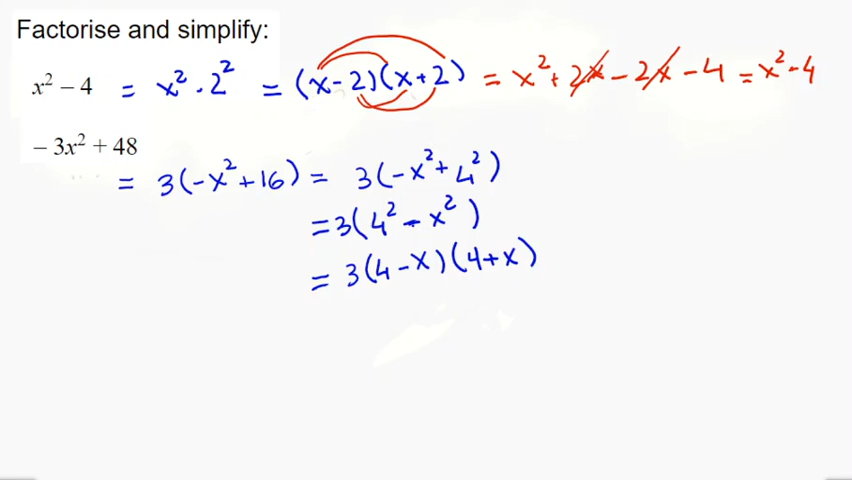 Factorise and simplify:
x² − 4 = x² - 2² = (x-2)(x+2) = x² + 2x - 2x - 4 = x² - 4
− 3x² + 48
= 3(-x² + 16) = 3(-x² + 4²)
= 3(4² - x²)
= 3(4-x)(4+x)